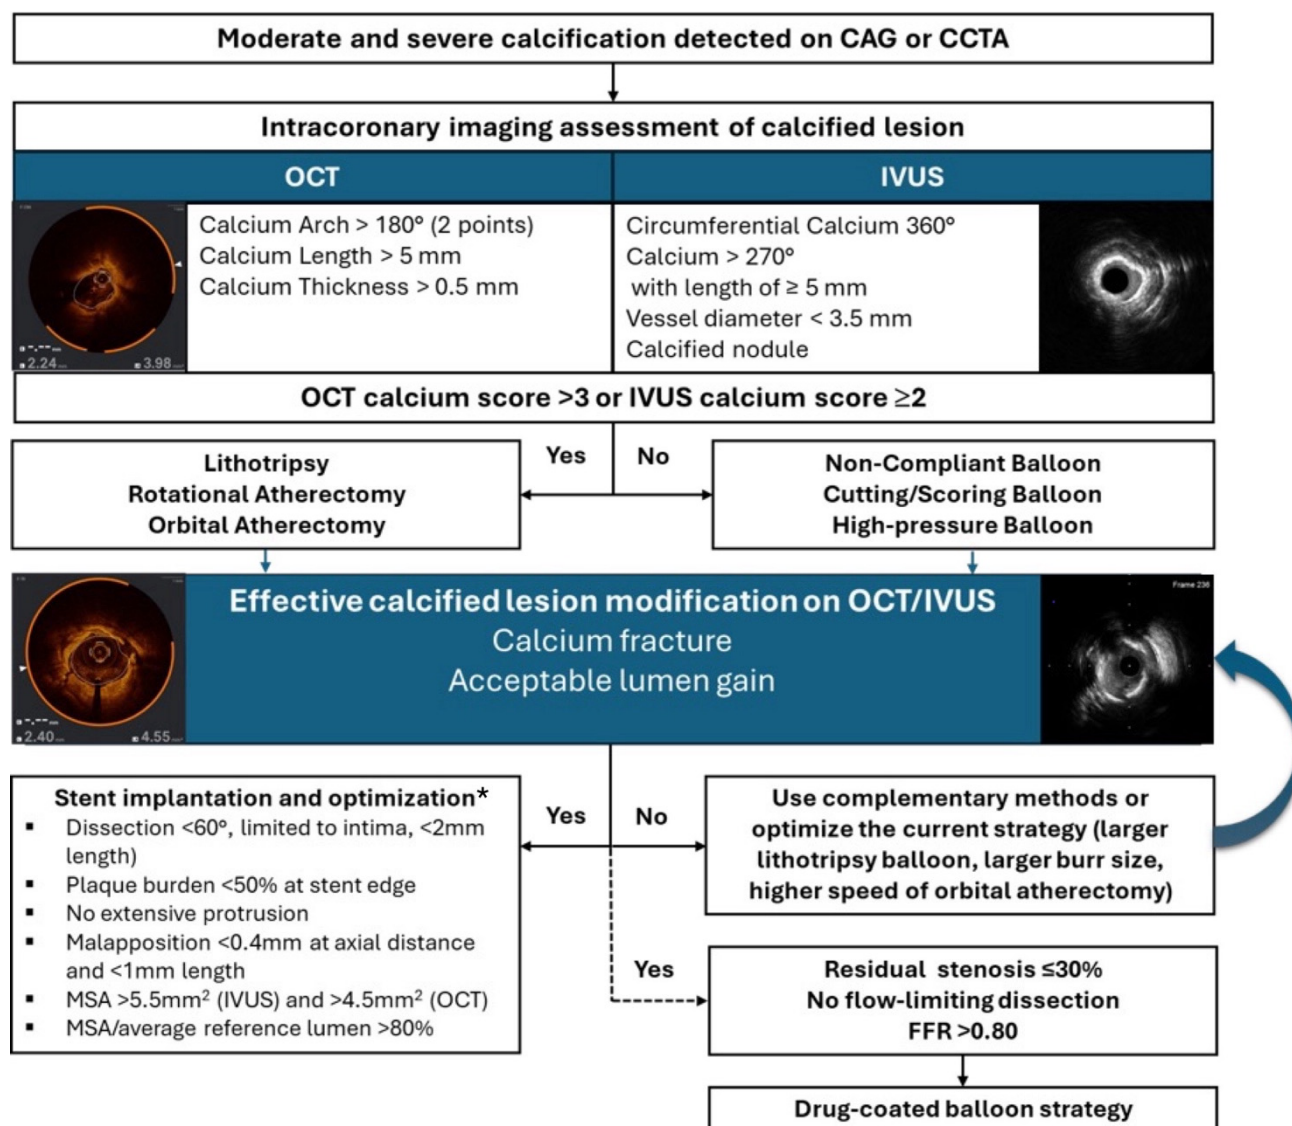 Moderate and severe calcification detected on CAG or CCTA
Intracoronary imaging assessment of calcified lesion
OCT
IVUS
Calcium Arch > 180° (2 points)
Calcium Length > 5 mm
Calcium Thickness > 0.5 mm
Circumferential Calcium 360°
Calcium > 270°
with length of ≥ 5 mm
Vessel diameter < 3.5 mm
Calcified nodule
-.-- mm
2.24 mm
3.98 mm²
OCT calcium score >3 or IVUS calcium score ≥2
Yes
No
Lithotripsy
Rotational Atherectomy
Orbital Atherectomy
Non-Compliant Balloon
Cutting/Scoring Balloon
High-pressure Balloon
Effective calcified lesion modification on OCT/IVUS
Calcium fracture
Acceptable lumen gain
-.-- mm
2.40 mm
4.55 mm²
Frame 236
Stent implantation and optimization*
▪ Dissection <60°, limited to intima, <2mm
length)
▪ Plaque burden <50% at stent edge
▪ No extensive protrusion
▪ Malapposition <0.4mm at axial distance
and <1mm length
▪ MSA >5.5mm² (IVUS) and >4.5mm² (OCT)
▪ MSA/average reference lumen >80%
Yes
No
Use complementary methods or
optimize the current strategy (larger
lithotripsy balloon, larger burr size,
higher speed of orbital atherectomy)
Yes
Residual stenosis ≤30%
No flow-limiting dissection
FFR >0.80
Drug-coated balloon strategy